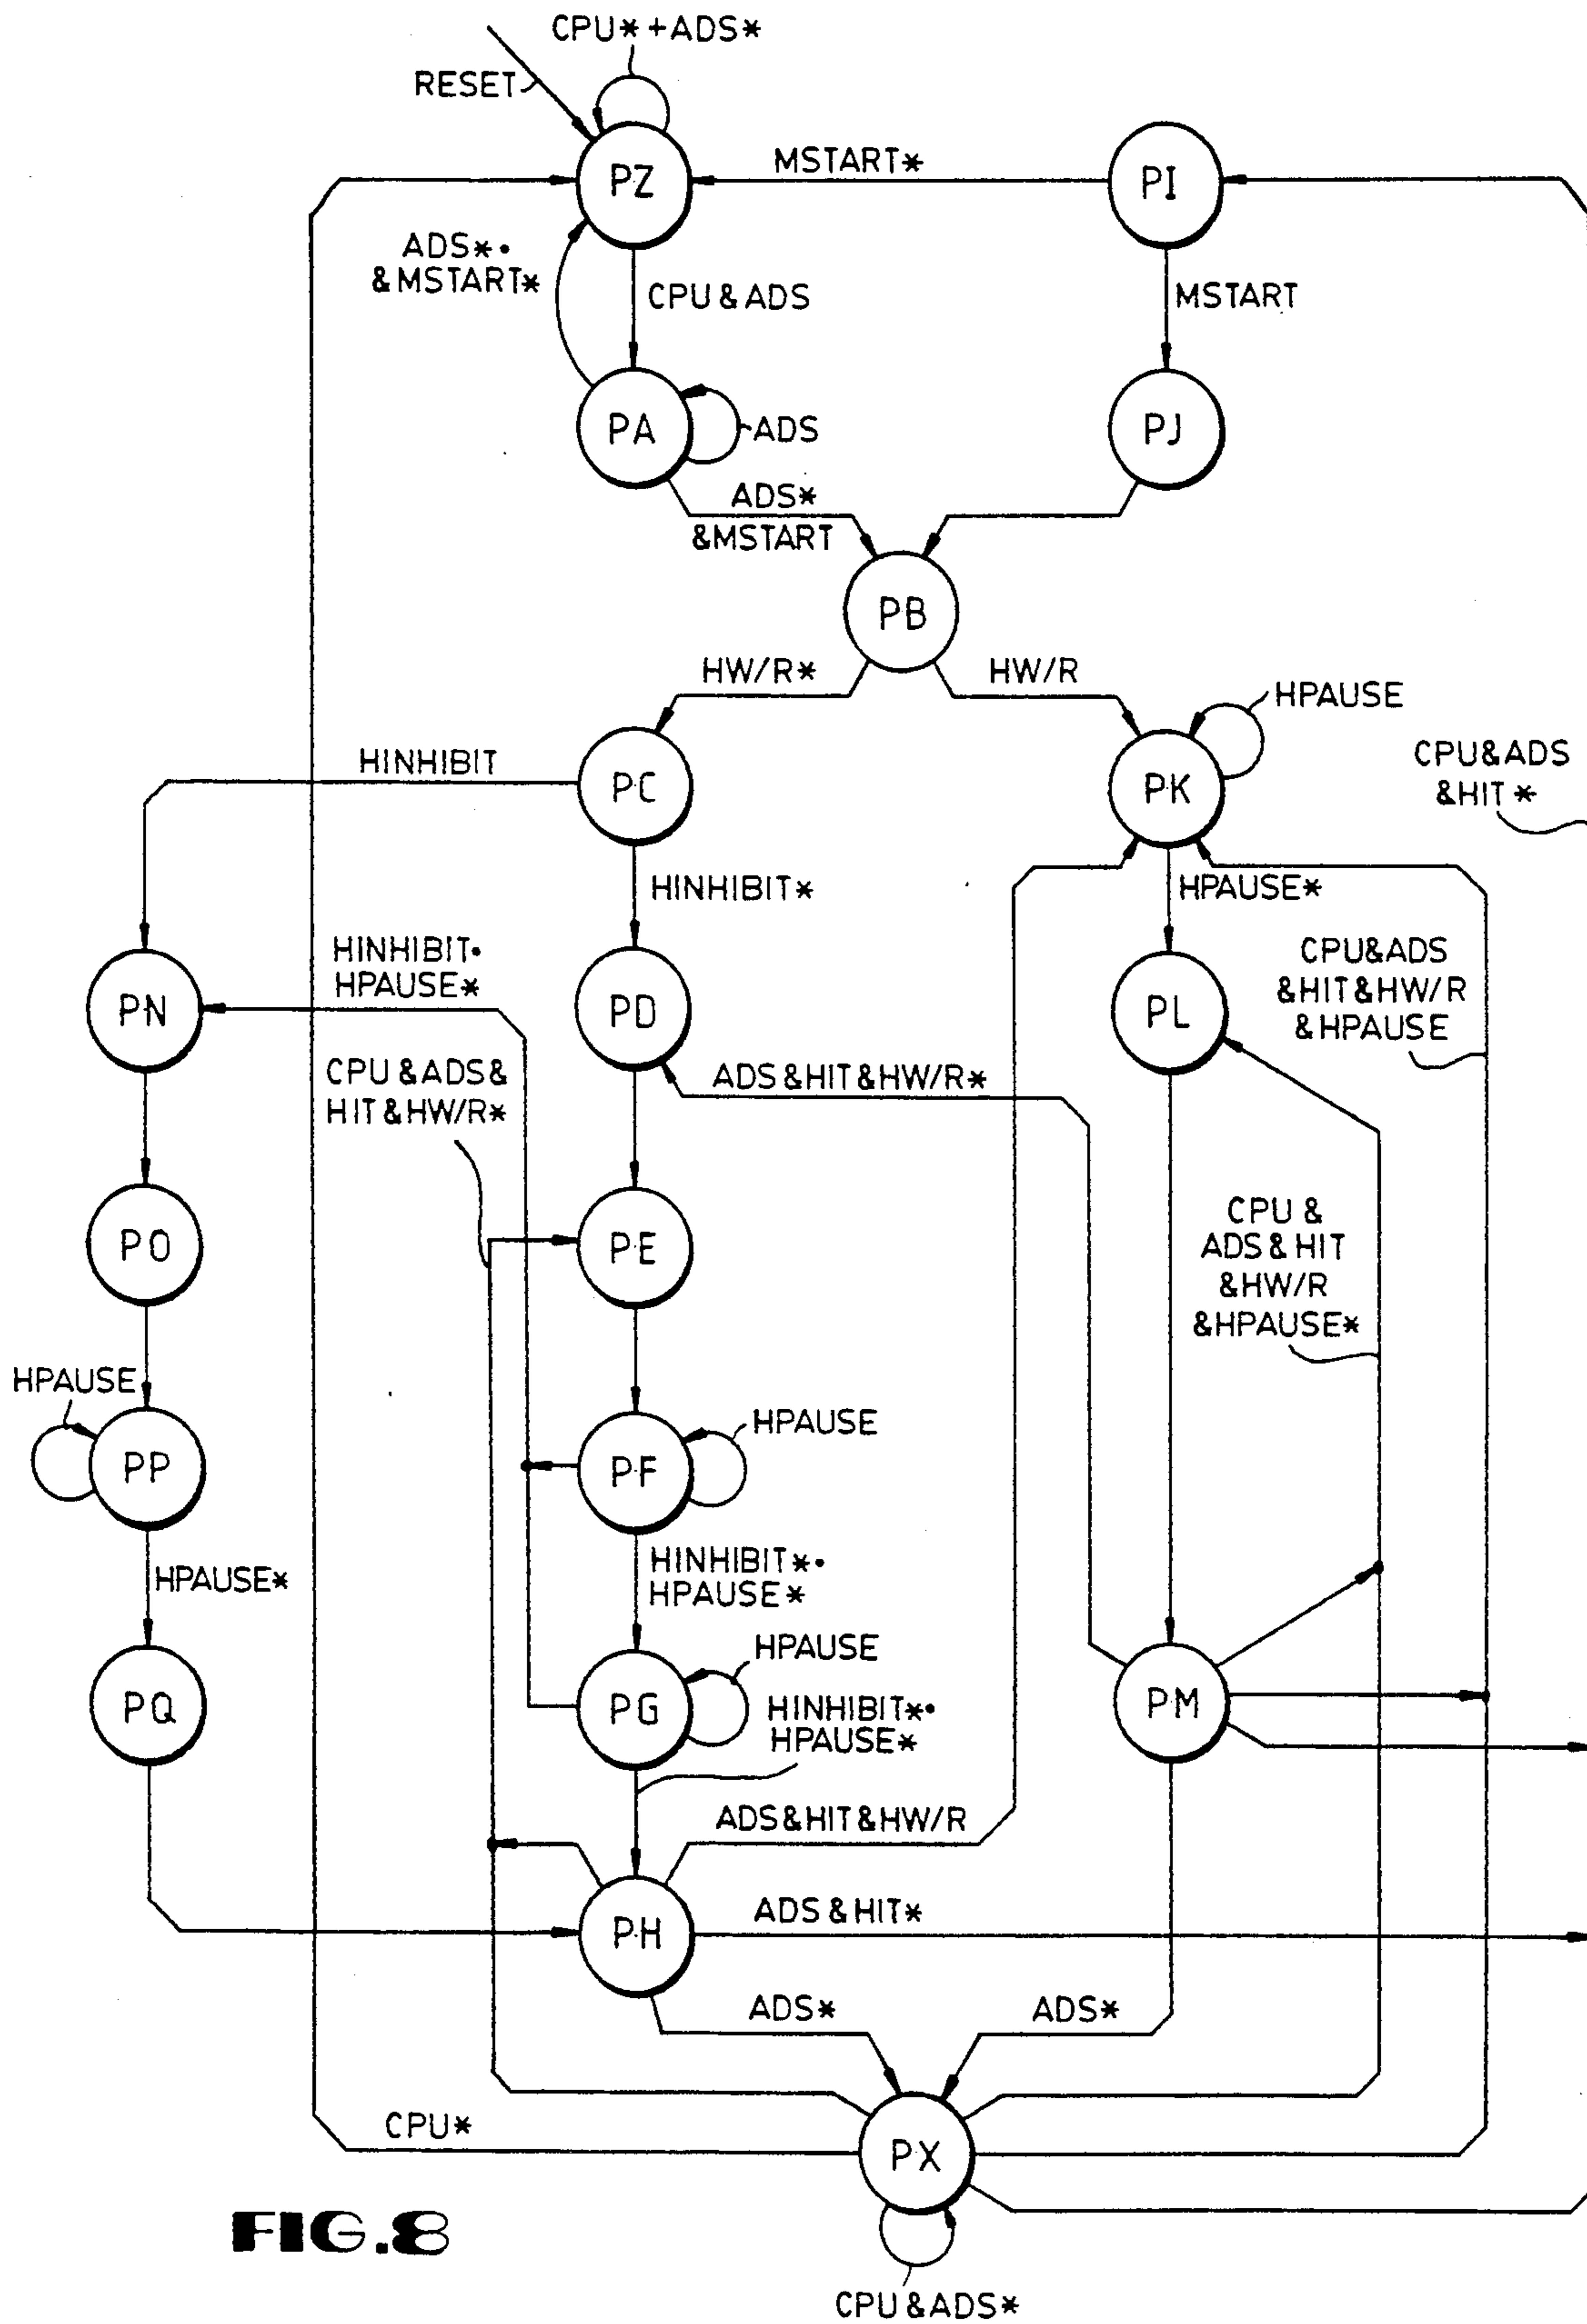 CPU*+ADS*
RESET
PZ
MSTART*
PI
ADS*•
&MSTART*
CPU&ADS
MSTART
PA
ADS
PJ
ADS*
&MSTART
PB
HW/R*
HW/R
HPAUSE
HINHIBIT
PC
PK
CPU&ADS
&HIT*
HINHIBIT*
HPAUSE*
HINHIBIT•
HPAUSE*
CPU&ADS
&HIT&HW/R
&HPAUSE
PN
PD
PL
CPU&ADS&
HIT&HW/R*
ADS&HIT&HW/R*
PO
PE
CPU &
ADS&HIT
&HW/R
&HPAUSE*
HPAUSE
PP
PF
HPAUSE
HPAUSE*
HINHIBIT*•
HPAUSE*
HPAUSE
PQ
PG
HINHIBIT*•
HPAUSE*
PM
ADS&HIT&HW/R
PH
ADS&HIT*
ADS*
ADS*
CPU*
PX
FIG.8
CPU&ADS*